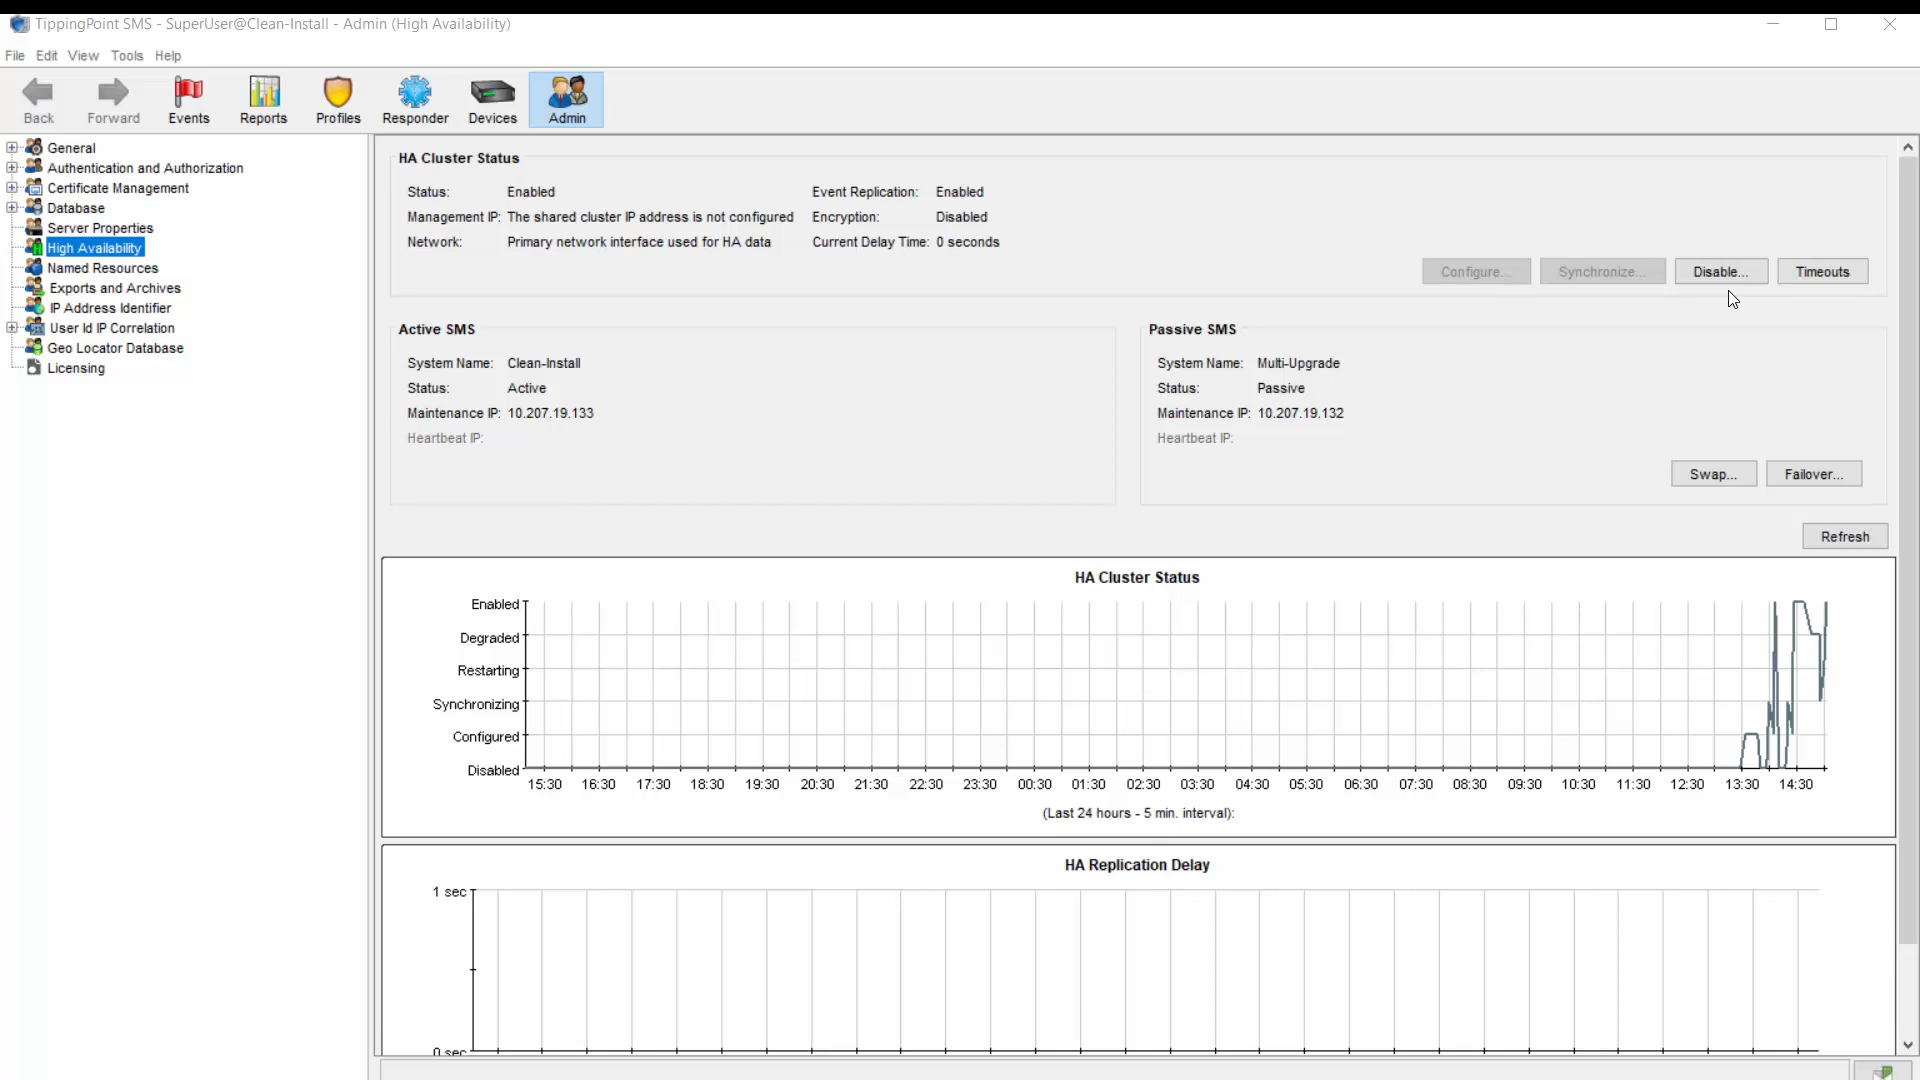 TippingPoint SMS - SuperUser@Clean-Install - Admin (High Availability)
File Edit View Tools Help
Back Forward Events Reports Profiles Responder Devices Admin
General
Authentication and Authorization
Certificate Management
Database
Server Properties
High Availability
Named Resources
Exports and Archives
IP Address Identifier
User Id IP Correlation
Geo Locator Database
Licensing
HA Cluster Status
Status: Enabled Event Replication: Enabled
Management IP: The shared cluster IP address is not configured Encryption: Disabled
Network: Primary network interface used for HA data Current Delay Time: 0 seconds
Configure... Synchronize... Disable... Timeouts
Active SMS
System Name: Clean-Install
Status: Active
Maintenance IP: 10.207.19.133
Heartbeat IP:
Passive SMS
System Name: Multi-Upgrade
Status: Passive
Maintenance IP: 10.207.19.132
Heartbeat IP:
Swap... Failover...
Refresh
HA Cluster Status
Enabled
Degraded
Restarting
Synchronizing
Configured
Disabled
15:30 16:30 17:30 18:30 19:30 20:30 21:30 22:30 23:30 00:30 01:30 02:30 03:30 04:30 05:30 06:30 07:30 08:30 09:30 10:30 11:30 12:30 13:30 14:30
(Last 24 hours - 5 min. interval):
HA Replication Delay
1 sec
0 sec